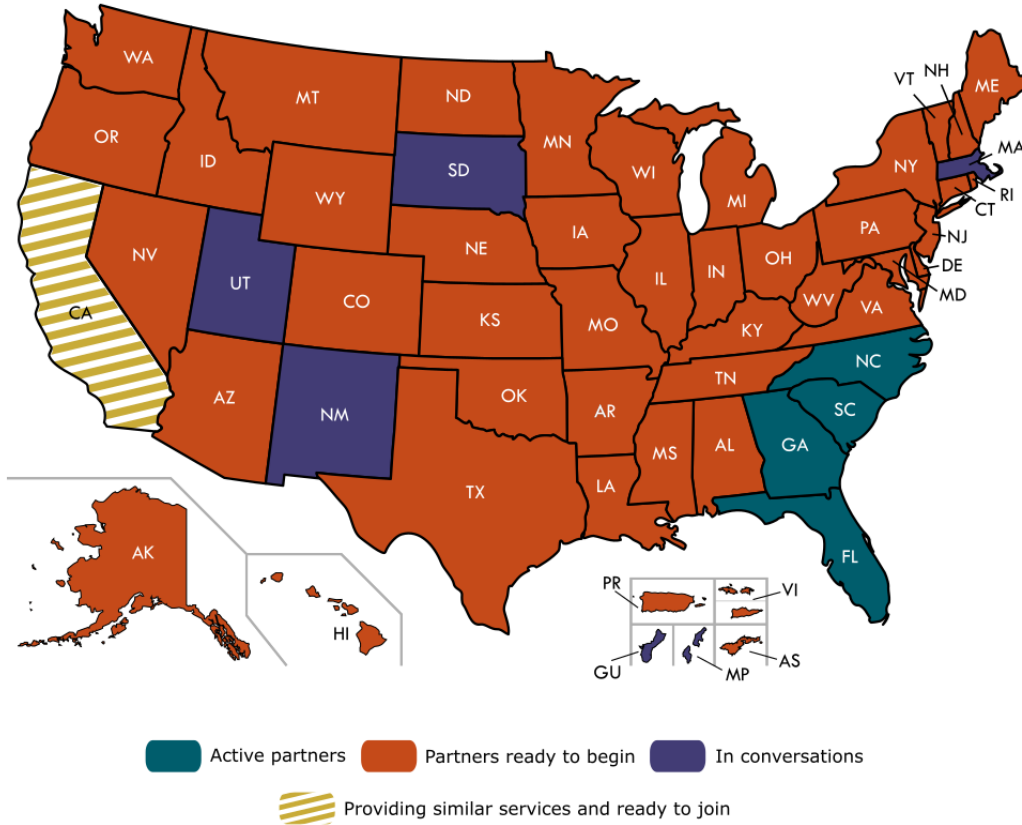 WA
MT
ND
MN
VT
NH
ME
OR
ID
SD
WI
NY
MA
WY
MI
RI
CT
NV
UT
NE
IA
PA
NJ
CA
CO
KS
IL
IN
OH
DE
MD
WV
VA
MO
KY
AZ
NM
OK
AR
TN
NC
SC
MS
AL
GA
TX
LA
FL
AK
HI
PR
VI
GU
MP
AS
Active partners
Partners ready to begin
In conversations
Providing similar services and ready to join